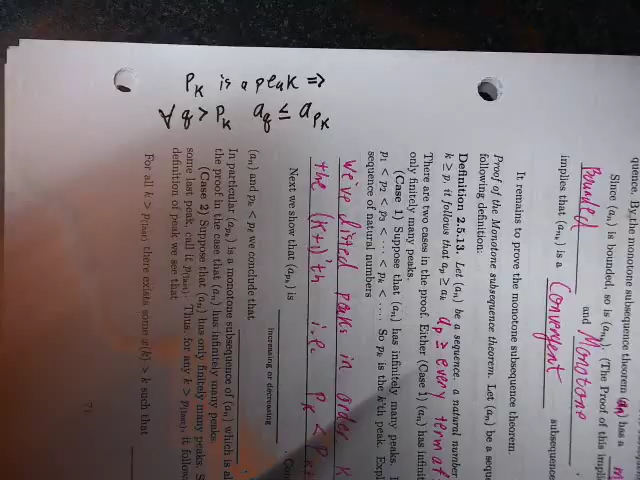 P_K is a peak ⇒
∀ q > P_K a_q ≤ a_{P_K}
quence. By the monotone subsequence theorem (a_n) has a
Since (a_n) is bounded, so is (a_{n_k}). (The Proof of this impli
Bounded and Monotone
implies that (a_{n_k}) is a Convergent subsequence
It remains to prove the monotone subsequence theorem.
Proof of the Monotone subsequence theorem. Let (a_n) be a sequ
following definition:
Definition 2.5.13. Let (a_n) be a sequence. a natural number
k ≥ p, it follows that a_p ≥ a_k a_p ≥ every term af
There are two cases in the proof. Either (Case 1) (a_n) has infinit
only finitely many peaks.
(Case 1) Suppose that (a_n) has infinitely many peaks.
p_1 < p_2 < p_3 < ⋯ < p_k < …. So p_k is the k'th peak. Expl
sequence of natural numbers
we've listed peaks in order K
the (K+1)'th i.e. P_K < P_{K+
Next we show that (a_{p_k}) is . Con
increasing or decreasing
(a_n) and p_k < p_ℓ we conclude that
In particular (a_{p_k}) is a monotone subsequence of (a_n), which is al
the proof in the case that (a_n) has infinitely many peaks.
(Case 2) Suppose that (a_n) has only finitely many peaks. S
some last peak, call it p_{(last)}. Thus, for any k > p_{(last)}, it follow
definition of peak we see that
For all k > p_{(last)} there exists some φ(k) > k such that